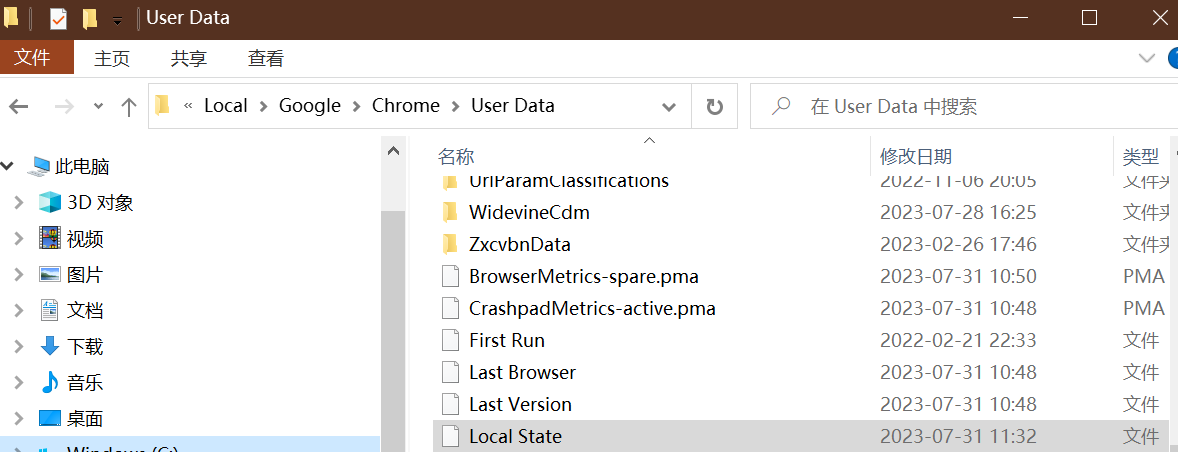 User Data
文件 主页 共享 查看
« Local Google Chrome User Data 在 User Data 中搜索
名称 修改日期 类型
此电脑
3D 对象
视频
图片
文档
下载
音乐
桌面
Windows (C:)
UrlParamClassifications 2022-11-06 20:05 文件夹
WidevineCdm 2023-07-28 16:25 文件夹
ZxcvbnData 2023-02-26 17:46 文件夹
BrowserMetrics-spare.pma 2023-07-31 10:50 PMA
CrashpadMetrics-active.pma 2023-07-31 10:48 PMA
First Run 2022-02-21 22:33 文件
Last Browser 2023-07-31 10:48 文件
Last Version 2023-07-31 10:48 文件
Local State 2023-07-31 11:32 文件